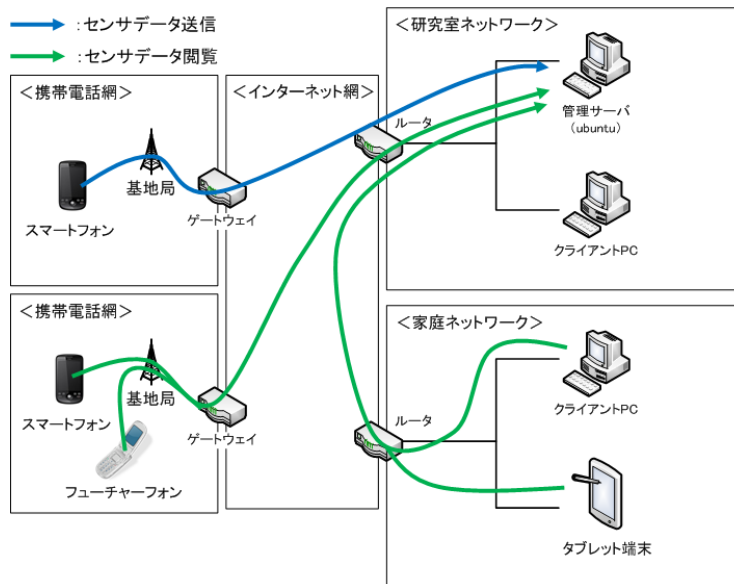 ：センサデータ送信
：センサデータ閲覧
＜携帯電話網＞
基地局
スマートフォン
ゲートウェイ
＜インターネット網＞
＜研究室ネットワーク＞
ルータ
管理サーバ
（ubuntu）
クライアントPC
＜携帯電話網＞
基地局
スマートフォン
ゲートウェイ
フューチャーフォン
＜家庭ネットワーク＞
ルータ
クライアントPC
タブレット端末